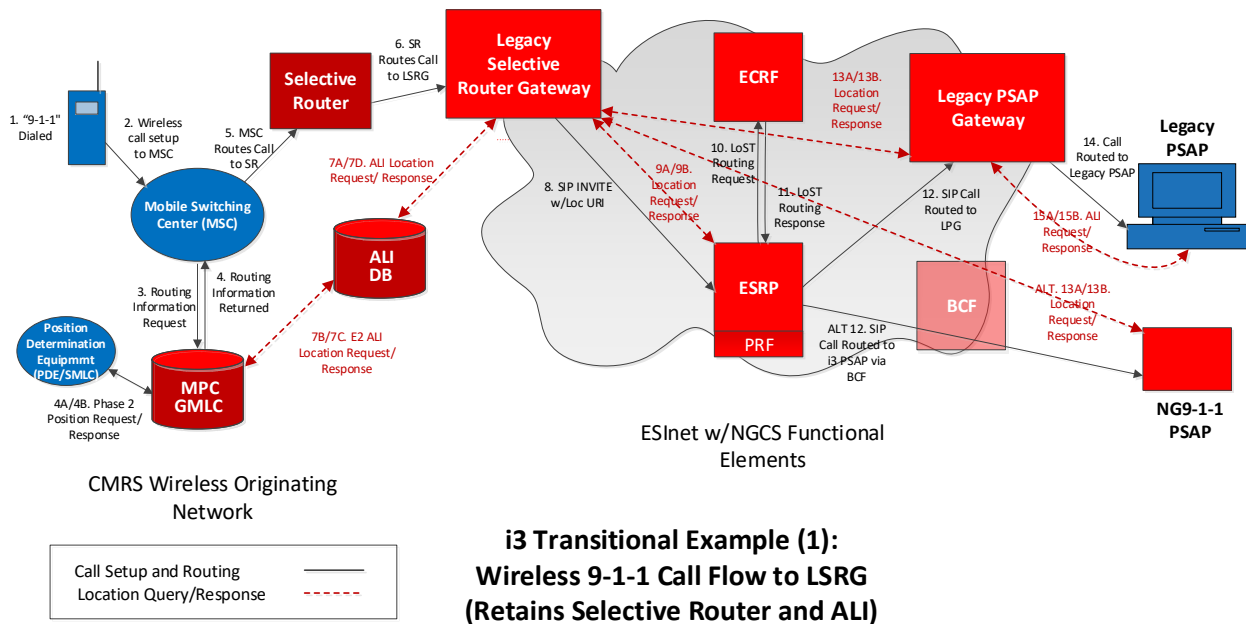 1. “9-1-1"
Dialed
2. Wireless
call setup
to MSC
5. MSC
Routes Call
to SR
Selective
Router
6. SR
Routes Call
to LSRG
Legacy
Selective
Router Gateway
Mobile Switching
Center (MSC)
3. Routing
Information
Request
4. Routing
Information
Returned
Position
Determination
Equipmmt
(PDE/SMLC)
4A/4B. Phase 2
Position Request/
Response
MPC
GMLC
7A/7D. ALI Location
Request/ Response
ALI
DB
7B/7C. E2 ALI
Location Request/
Response
8. SIP INVITE
w/Loc URI
9A/9B.
Location
Request/
Response
ECRF
10. LoST
Routing
Request
11. LoST
Routing
Response
ESRP
PRF
13A/13B.
Location
Request/
Response
Legacy PSAP
Gateway
12. SIP Call
Routed to
LPG
14. Call
Routed to
Legacy PSAP
Legacy
PSAP
15A/15B. ALI
Request/
Response
ALT. 13A/13B.
Location
Request/
Response
BCF
ALT 12. SIP
Call Routed to
i3 PSAP via
BCF
NG9-1-1
PSAP
ESInet w/NGCS Functional
Elements
CMRS Wireless Originating
Network
Call Setup and Routing
Location Query/Response
i3 Transitional Example (1):
Wireless 9-1-1 Call Flow to LSRG
(Retains Selective Router and ALI)